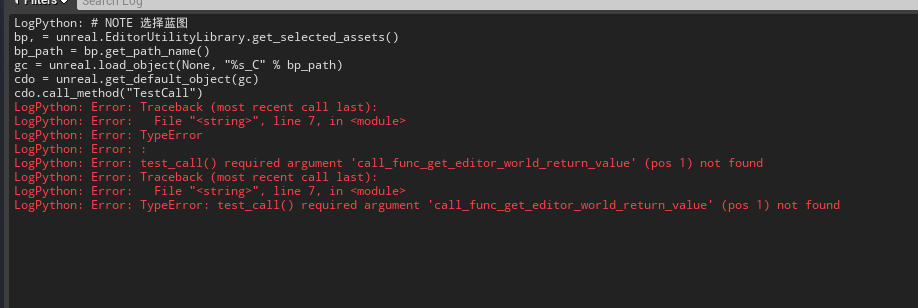 Filters
Search Log
LogPython: # NOTE 选择蓝图
bp, = unreal.EditorUtilityLibrary.get_selected_assets()
bp_path = bp.get_path_name()
gc = unreal.load_object(None, "%s_C" % bp_path)
cdo = unreal.get_default_object(gc)
cdo.call_method("TestCall")
LogPython: Error: Traceback (most recent call last):
LogPython: Error:   File "<string>", line 7, in <module>
LogPython: Error: TypeError
LogPython: Error: :
LogPython: Error: test_call() required argument 'call_func_get_editor_world_return_value' (pos 1) not found
LogPython: Error: Traceback (most recent call last):
LogPython: Error:   File "<string>", line 7, in <module>
LogPython: Error: TypeError: test_call() required argument 'call_func_get_editor_world_return_value' (pos 1) not found